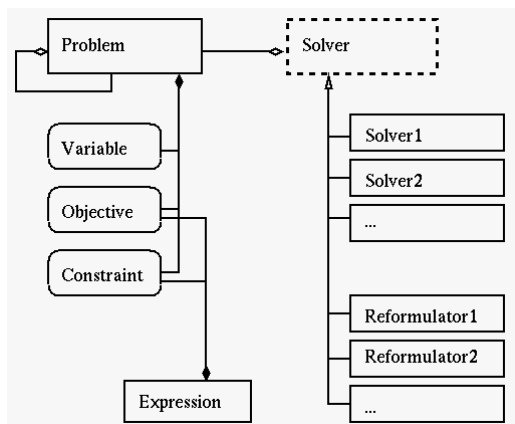 Problem
Solver
Variable
Objective
Constraint
Expression
Solver1
Solver2
...
Reformulator1
Reformulator2
...